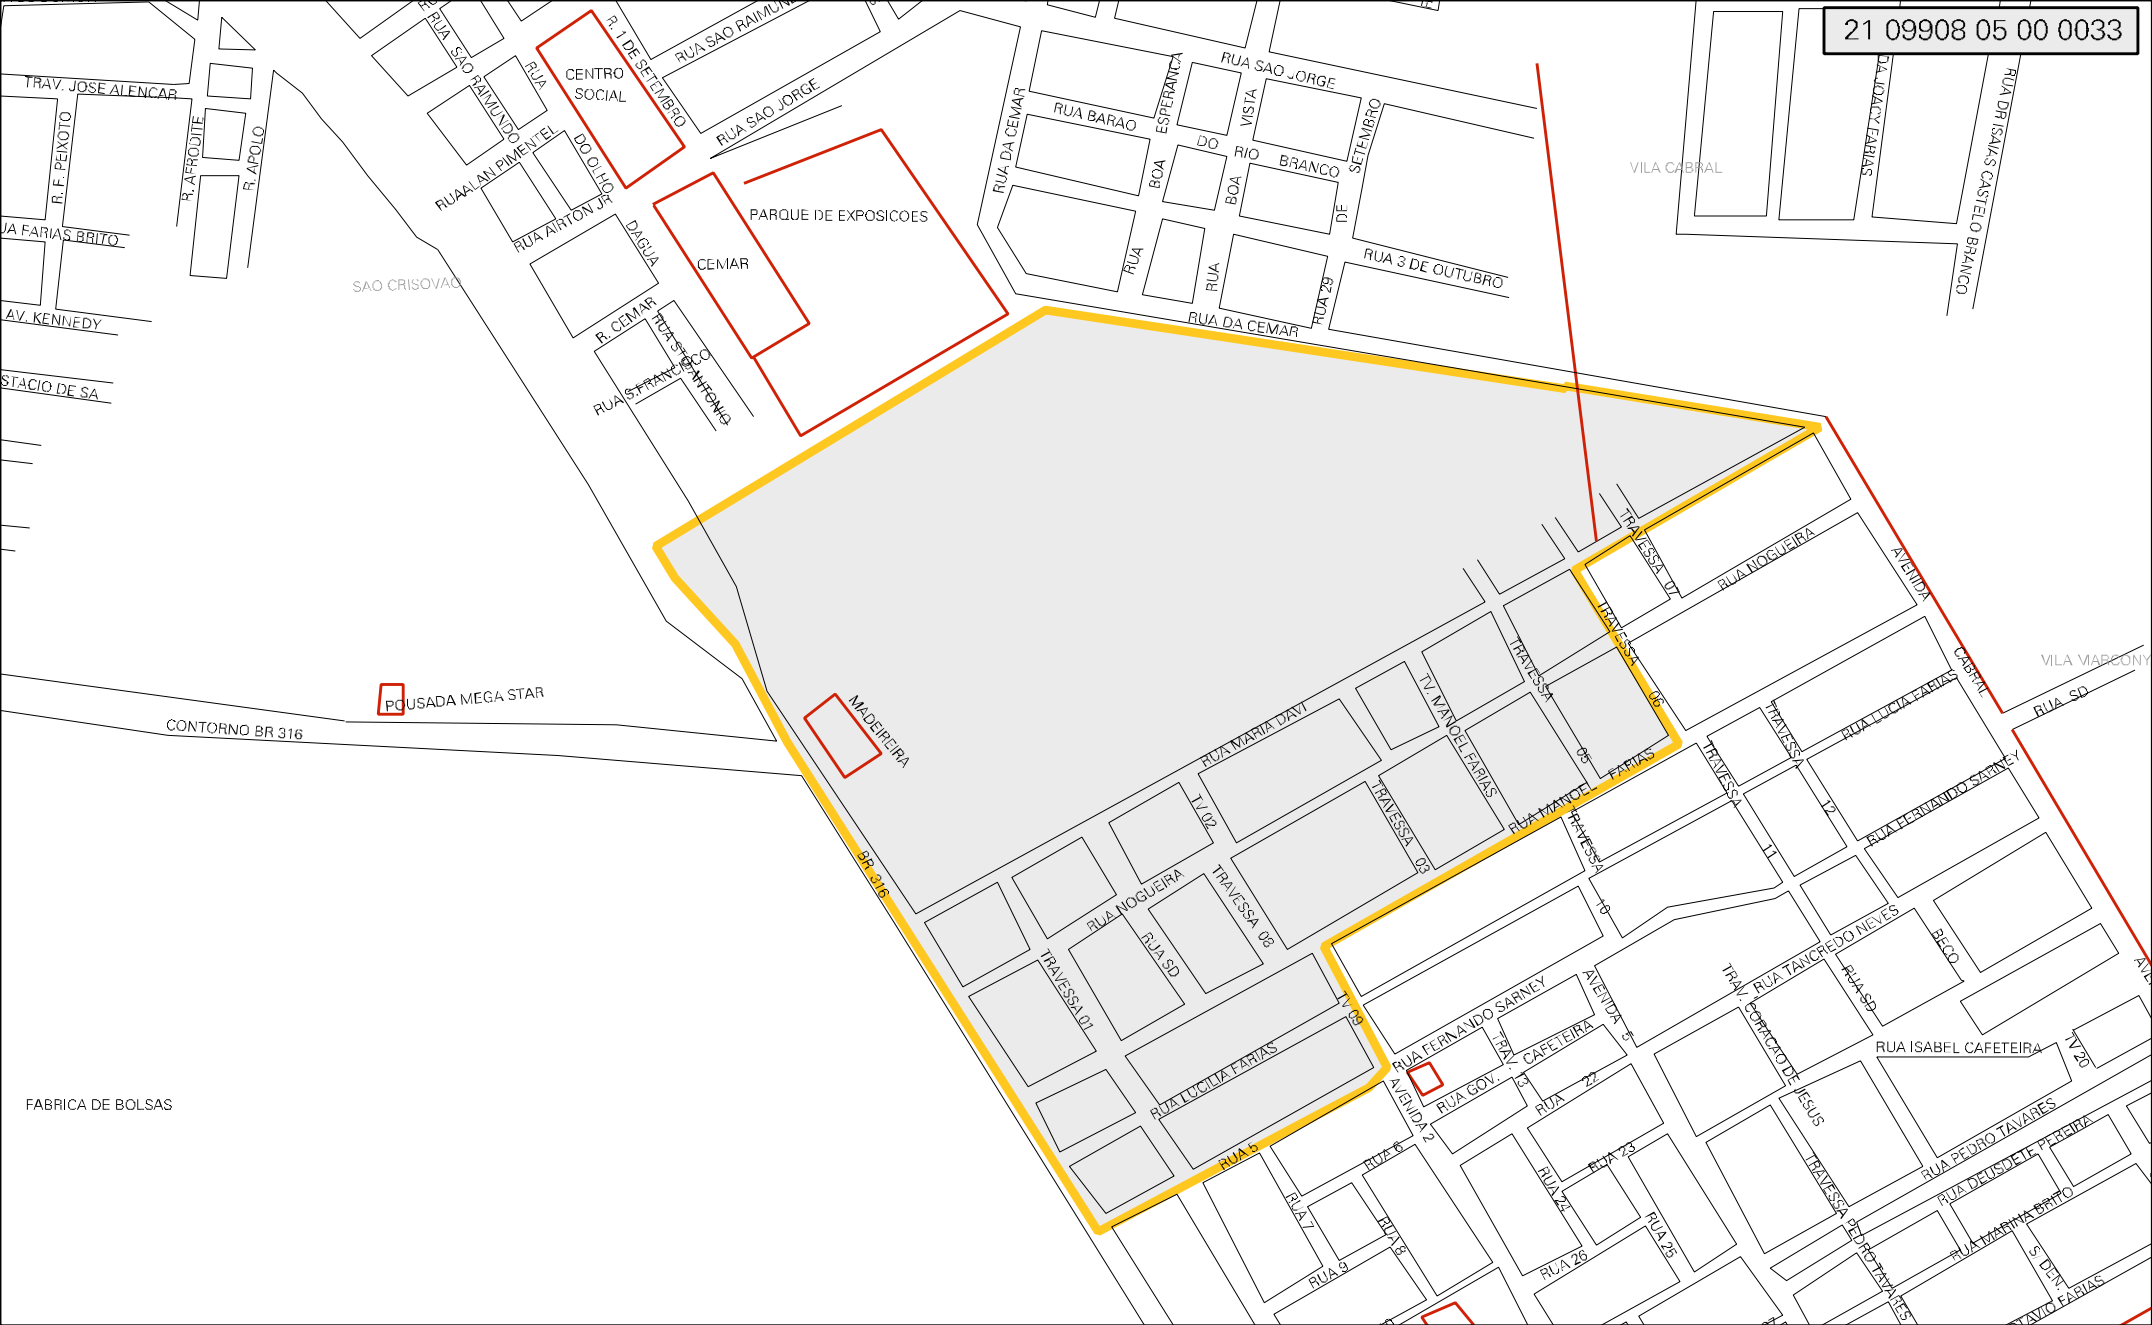 21 09908 05 00 0033
TRAV. JOSE ALENCAR
R. F. PEIXOTO
R. AFRODITE
R. APOLO
UA FARIAS BRITO
AV. KENNEDY
STACIO DE SA
SAO CRISOVAO
RUA SAO RAIMUNDO
RUA
DO OLHO
DAGUA
RUAALAN PIMENTEL
RUA AIRTON JR
R. CEMAR
RUA STO ANTONIO
RUA S.FRANCISCO
CENTRO
SOCIAL
R. 1 DE SETEMBRO
RUA SAO RAIMUN
RUA SAO JORGE
PARQUE DE EXPOSICOES
CEMAR
RUA DA CEMAR
RUA SAO JORGE
RUA BARAO
DO
RIO
BRANCO
ESPERANCA
BOA
RUA
VISTA
BOA
RUA
SETEMBRO
DE
RUA 29
RUA 3 DE OUTUBRO
RUA DA CEMAR
VILA CABRAL
DA JOACY FARIAS
RUA DR ISAIAS CASTELO BRANCO
POUSADA MEGA STAR
CONTORNO BR 316
MADEIREIRA
BR 316
FABRICA DE BOLSAS
RUA MARIA DAVI
TV. MANOEL FARIAS
TRAVESSA
05
TRAVESSA
06
TRAVESSA
07
RUA NOGUEIRA
AVENIDA
CABRAL
VILA MARCONY
RUA SD
RUA LUCIA FARIAS
RUA FERNANDO SARNEY
TRAVESSA
12
TRAVESSA
11
RUA MANOEL
FARIAS
TRAVESSA
10
TV 02
TRAVESSA
03
TRAVESSA
08
RUA NOGUEIRA
RUA SD
TRAVESSA 01
TV 09
RUA LUCILIA FARIAS
RUA 5
RUA FERNANDO SARNEY
AVENIDA
5
RUA GOV.
CAFETEIRA
TRAV.
13
AVENIDA 2
RUA
22
RUA TANCREDO NEVES
RUA SD
BECO
TRAV. CORACAO DE JESUS
RUA ISABEL CAFETEIRA
TV 20
RUA PEDRO TAVARES
RUA DEUSDETE PEREIRA
RUA MARINA BRITO
TRAVESSA PEDRO TAVARES
S. DEN.
RUA 6
RUA 7
RUA 8
RUA 9
RUA 23
RUA 24
RUA 25
RUA 26